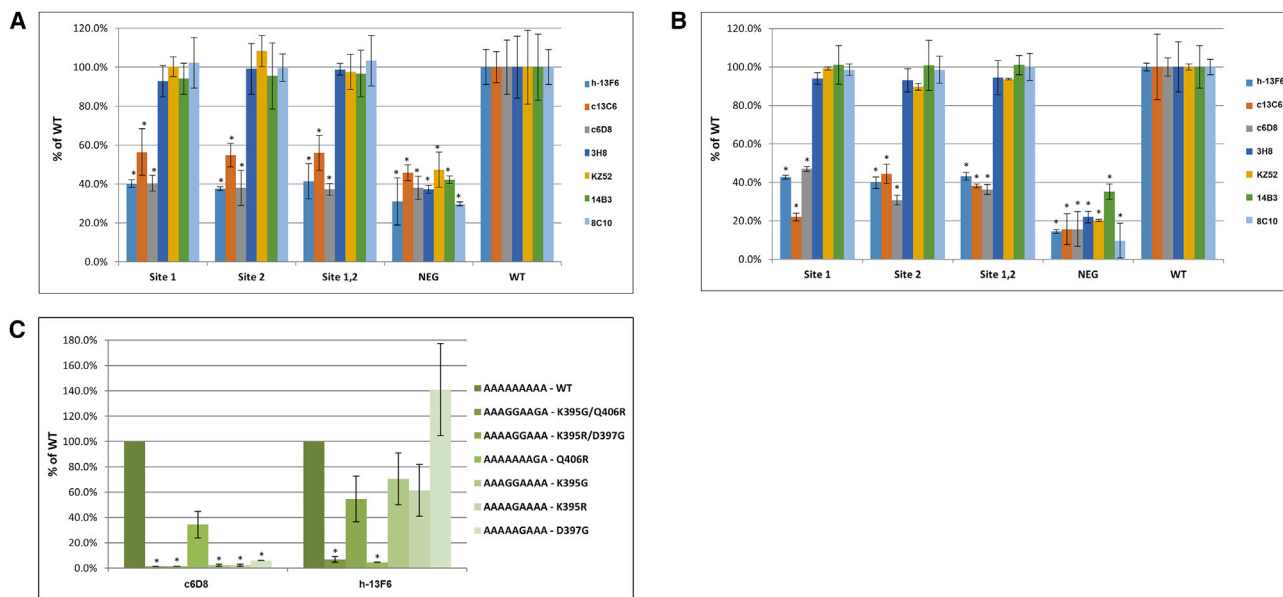 A
120.0%
100.0%
80.0%
60.0%
40.0%
20.0%
0.0%
% of WT
* * * * * * * * * * * * * * * *
Site 1 Site 2 Site 1,2 NEG WT
h-13F6
c13C6
c6D8
3H8
KZ52
14B3
8C10
B
120.0%
100.0%
80.0%
60.0%
40.0%
20.0%
0.0%
% of WT
* * * * * * * * * * * * * * * *
Site 1 Site 2 Site 1,2 NEG WT
h-13F6
c13C6
c6D8
3H8
KZ52
14B3
8C10
C
180.0%
160.0%
140.0%
120.0%
100.0%
80.0%
60.0%
40.0%
20.0%
0.0%
% of WT
* * * * * * *
c6D8 h-13F6
AAAAAAAAA - WT
AAAGGAAGA - K395G/Q406R
AAAAGGAAA - K395R/D397G
AAAAAAAGA - Q406R
AAAGGAAAA - K395G
AAAAGAAAA - K395R
AAAAAGAAA - D397G